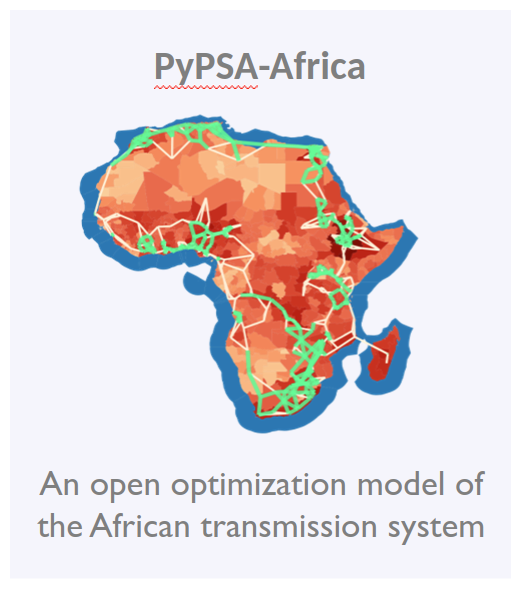 PyPSA-Africa
An open optimization model of
the African transmission system